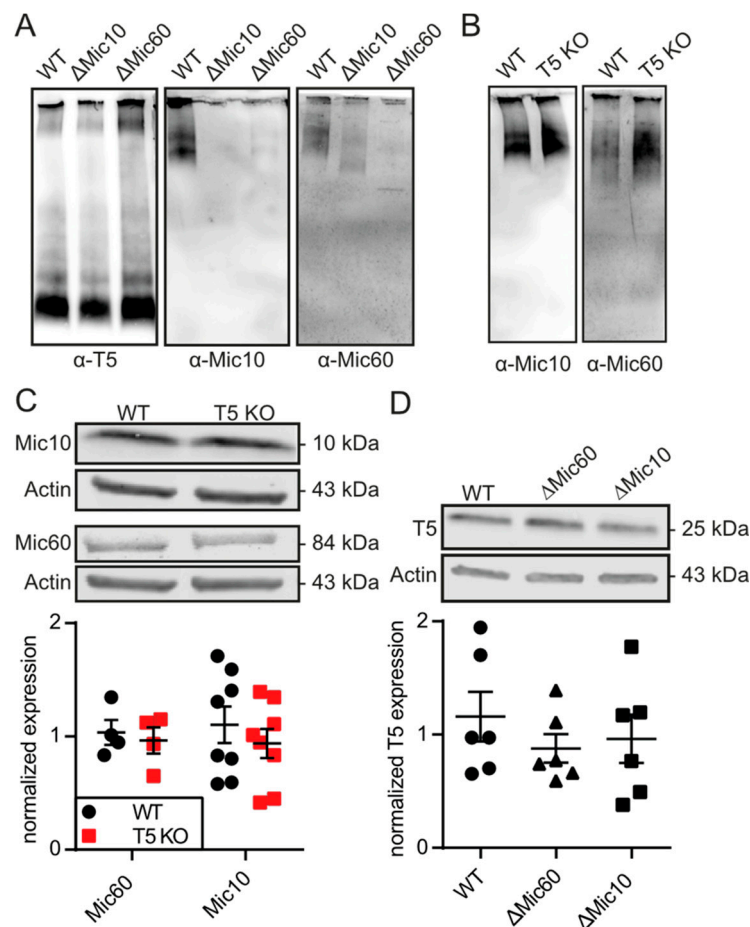 A
WT ΔMic10 ΔMic60
WT ΔMic10 ΔMic60
WT ΔMic10 ΔMic60
α-T5 α-Mic10 α-Mic60
B
WT T5 KO WT T5 KO
α-Mic10 α-Mic60
C
WT T5 KO
Mic10 10 kDa
Actin 43 kDa
Mic60 84 kDa
Actin 43 kDa
normalized expression
2
1
0
WT
T5 KO
Mic60 Mic10
D
WT ΔMic60 ΔMic10
T5 25 kDa
Actin 43 kDa
normalized T5 expression
2
1
0
WT ΔMic60 ΔMic10